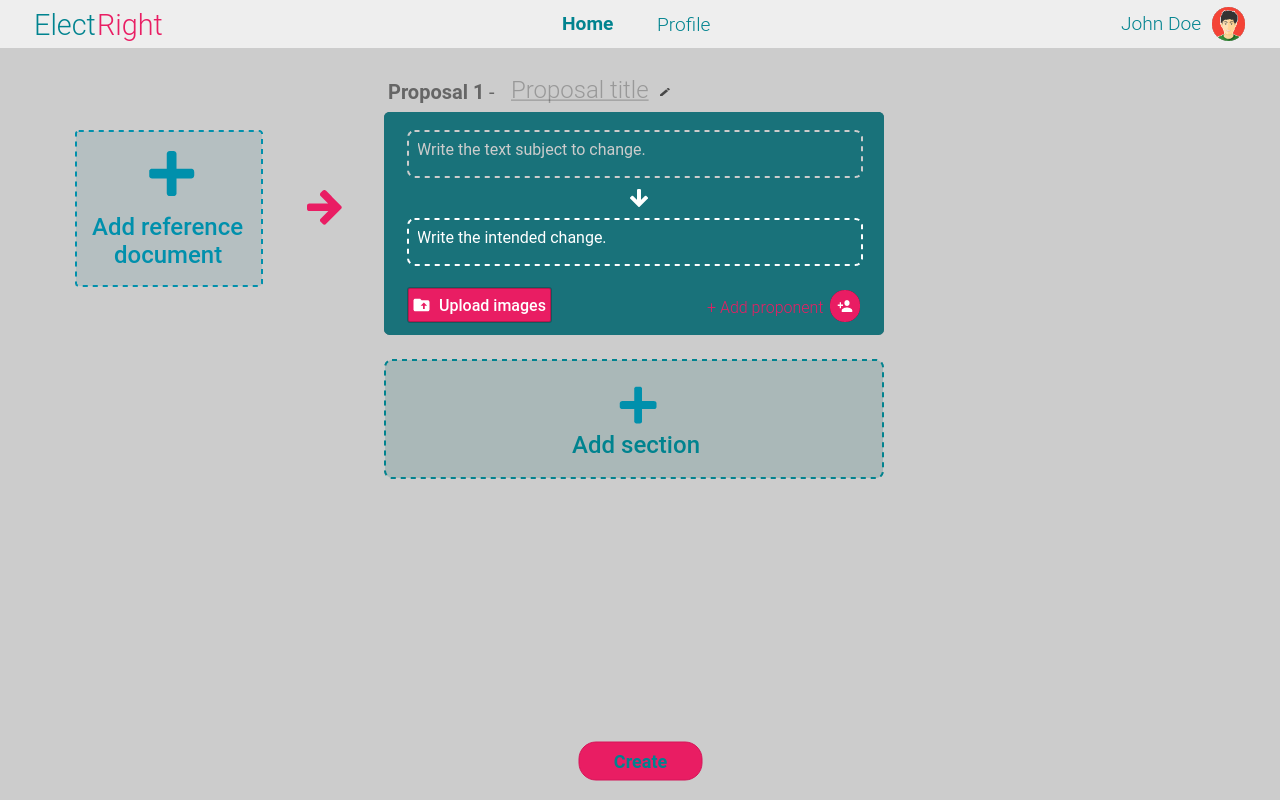 ElectRight
Home
Profile
John Doe
Proposal 1 -
Proposal title
Add reference
document
Write the text subject to change.
Write the intended change.
Upload images
+ Add proponent
Add section
Create